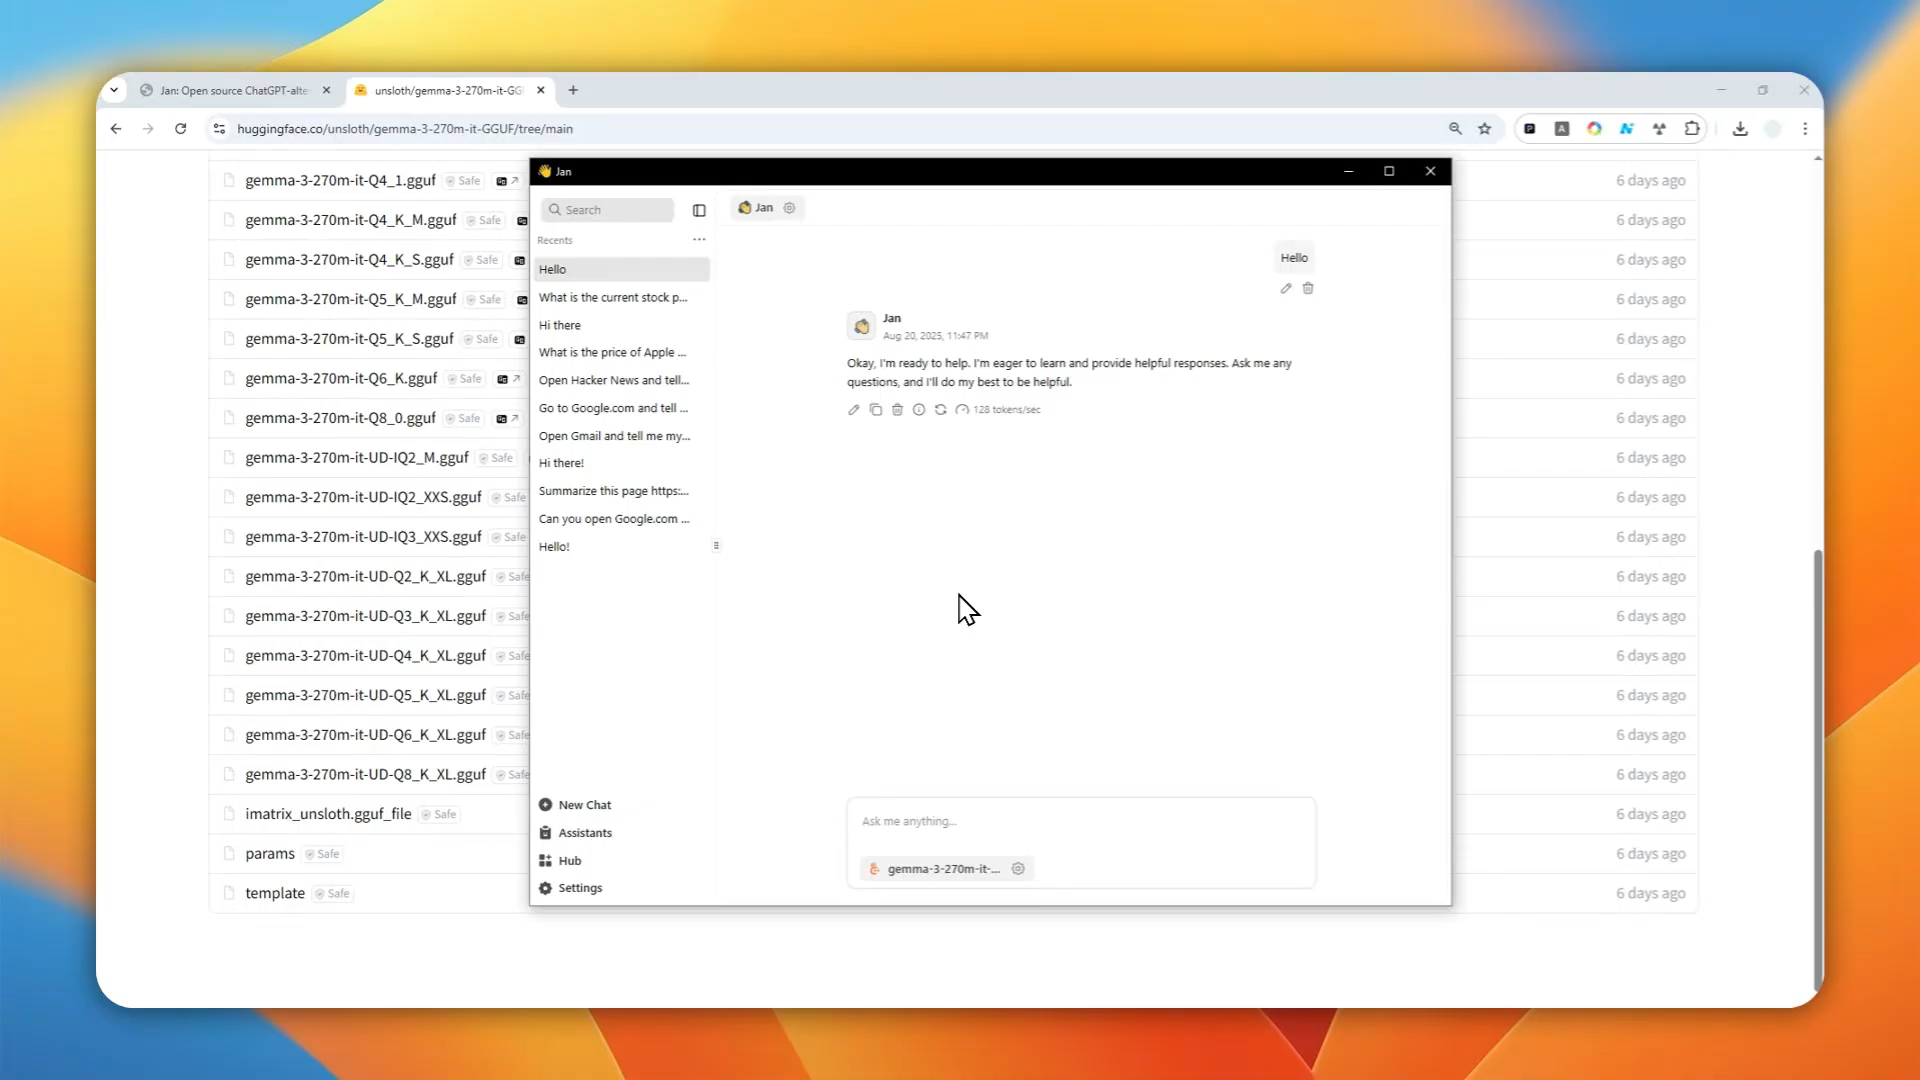 Jan: Open source ChatGPT-alte
unsloth/gemma-3-270m-it-GG
huggingface.co/unsloth/gemma-3-270m-it-GGUF/tree/main
gemma-3-270m-it-Q4_1.gguf Safe 6 days ago
gemma-3-270m-it-Q4_K_M.gguf Safe 6 days ago
gemma-3-270m-it-Q4_K_S.gguf Safe 6 days ago
gemma-3-270m-it-Q5_K_M.gguf Safe 6 days ago
gemma-3-270m-it-Q5_K_S.gguf Safe 6 days ago
gemma-3-270m-it-Q6_K.gguf Safe 6 days ago
gemma-3-270m-it-Q8_0.gguf Safe 6 days ago
gemma-3-270m-it-UD-IQ2_M.gguf Safe 6 days ago
gemma-3-270m-it-UD-IQ2_XXS.gguf Safe 6 days ago
gemma-3-270m-it-UD-IQ3_XXS.gguf Safe 6 days ago
gemma-3-270m-it-UD-Q2_K_XL.gguf Safe 6 days ago
gemma-3-270m-it-UD-Q3_K_XL.gguf Safe 6 days ago
gemma-3-270m-it-UD-Q4_K_XL.gguf Safe 6 days ago
gemma-3-270m-it-UD-Q5_K_XL.gguf Safe 6 days ago
gemma-3-270m-it-UD-Q6_K_XL.gguf Safe 6 days ago
gemma-3-270m-it-UD-Q8_K_XL.gguf Safe 6 days ago
imatrix_unsloth.gguf_file Safe 6 days ago
params Safe 6 days ago
template Safe 6 days ago
Jan
Search
Recents
Hello
What is the current stock p...
Hi there
What is the price of Apple ...
Open Hacker News and tell...
Go to Google.com and tell ...
Open Gmail and tell me my...
Hi there!
Summarize this page https:...
Can you open Google.com ...
Hello!
New Chat
Assistants
Hub
Settings
Jan
Hello
Jan
Aug 20, 2025, 11:47 PM
Okay, I'm ready to help. I'm eager to learn and provide helpful responses. Ask me any
questions, and I'll do my best to be helpful.
128 tokens/sec
Ask me anything...
gemma-3-270m-it-...